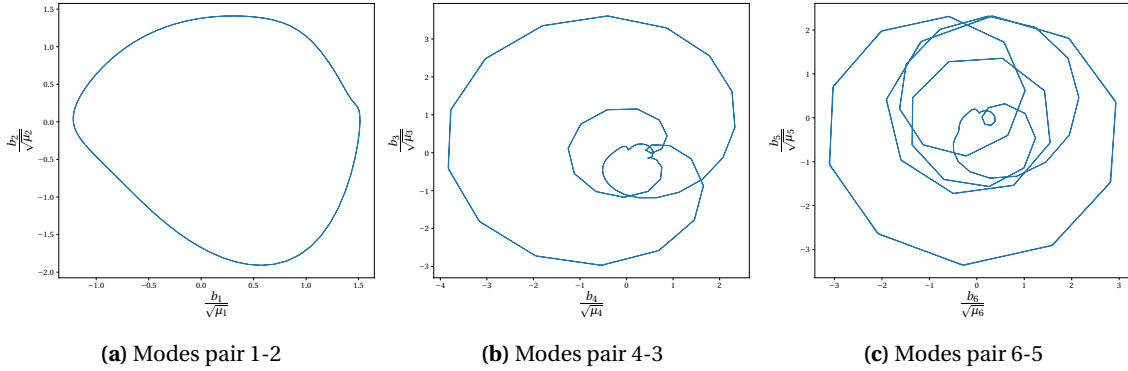 1.5
1.0
0.5
0.0
−0.5
−1.0
−1.5
−2.0
b₂/√μ₂
−1.0 −0.5 0.0 0.5 1.0 1.5
b₁/√μ₁
(a) Modes pair 1-2
3
2
1
0
−1
−2
−3
b₃/√μ₃
−4 −3 −2 −1 0 1 2
b₄/√μ₄
(b) Modes pair 4-3
2
1
0
−1
−2
−3
b₅/√μ₅
−3 −2 −1 0 1 2 3
b₆/√μ₆
(c) Modes pair 6-5